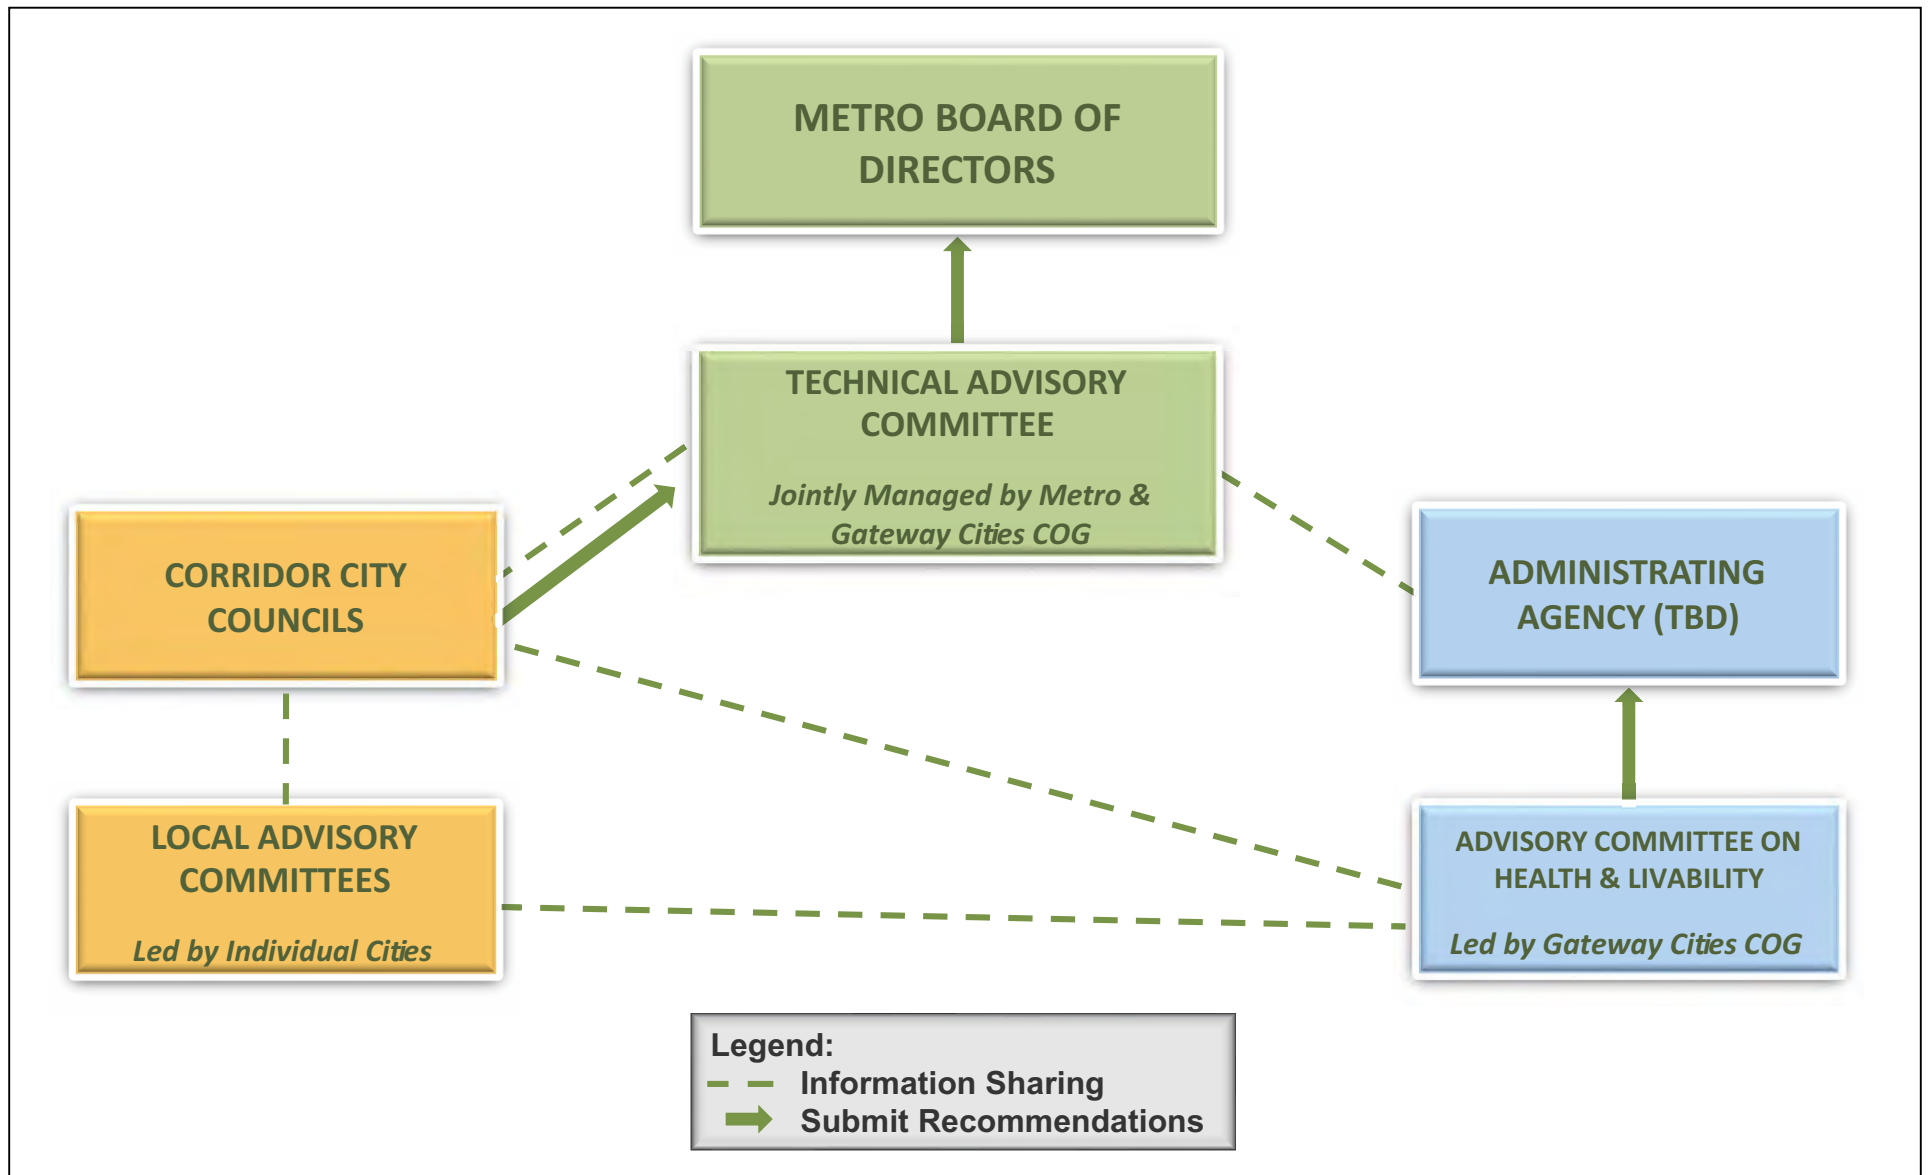 METRO BOARD OF
DIRECTORS
TECHNICAL ADVISORY
COMMITTEE
Jointly Managed by Metro &
Gateway Cities COG
CORRIDOR CITY
COUNCILS
ADMINISTRATING
AGENCY (TBD)
LOCAL ADVISORY
COMMITTEES
Led by Individual Cities
ADVISORY COMMITTEE ON
HEALTH & LIVABILITY
Led by Gateway Cities COG
Legend:
Information Sharing
Submit Recommendations